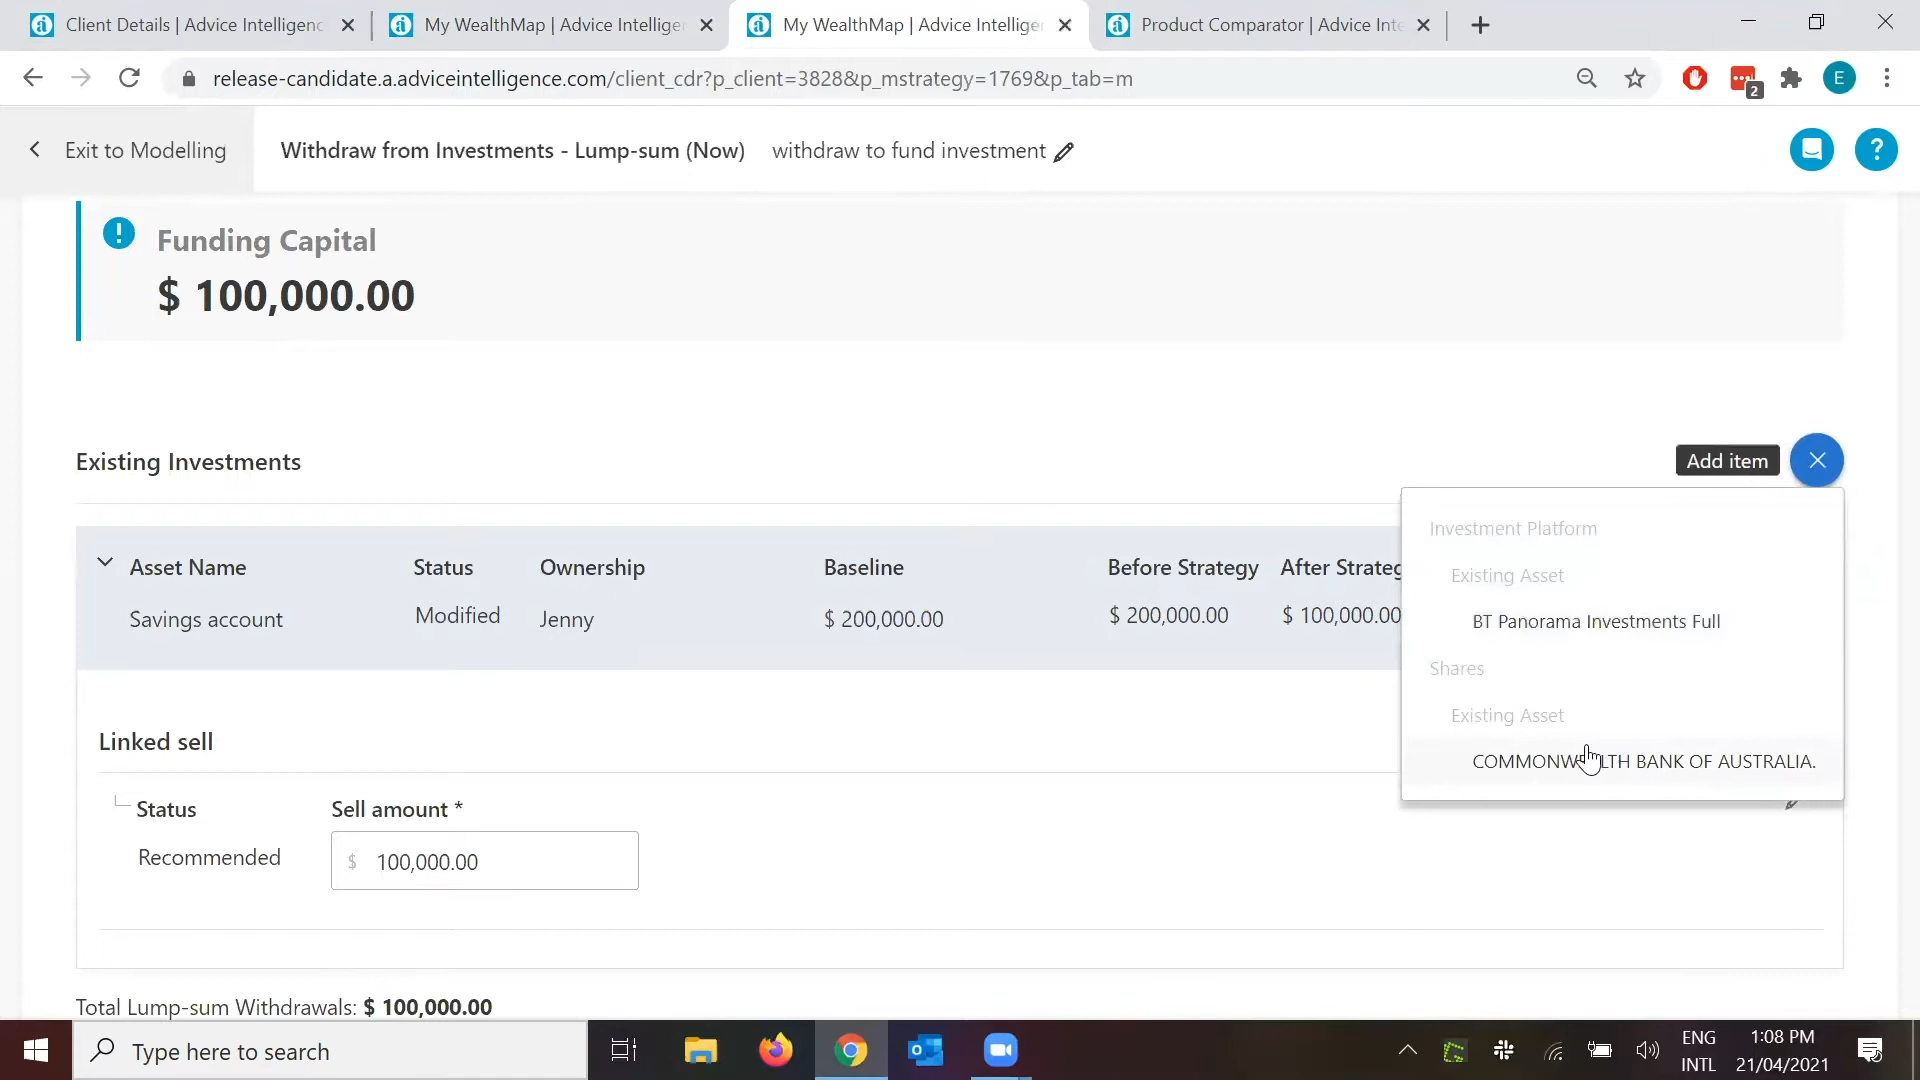 Client Details | Advice Intelligenc
My WealthMap | Advice Intellige
My WealthMap | Advice Intellige
Product Comparator | Advice Inte
release-candidate.a.adviceintelligence.com/client_cdr?p_client=3828&p_mstrategy=1769&p_tab=m
2
E
Exit to Modelling
Withdraw from Investments - Lump-sum (Now)
withdraw to fund investment
?
!
Funding Capital
$ 100,000.00
Existing Investments
Add item
Investment Platform
Existing Asset
BT Panorama Investments Full
Shares
Existing Asset
COMMONWEALTH BANK OF AUSTRALIA.
Asset Name Status Ownership Baseline Before Strategy After Strateg
Savings account Modified Jenny $ 200,000.00 $ 200,000.00 $ 100,000.00
Linked sell
Status Sell amount *
Recommended $ 100,000.00
Total Lump-sum Withdrawals: $ 100,000.00
Type here to search
ENG
INTL
1:08 PM
21/04/2021